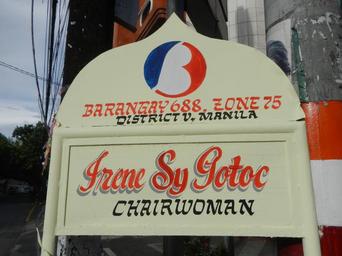 B
BARANGAY 688. ZONE 75
DISTRICT V. MANILA
Irene Sy Gotoc
CHAIRWOMAN